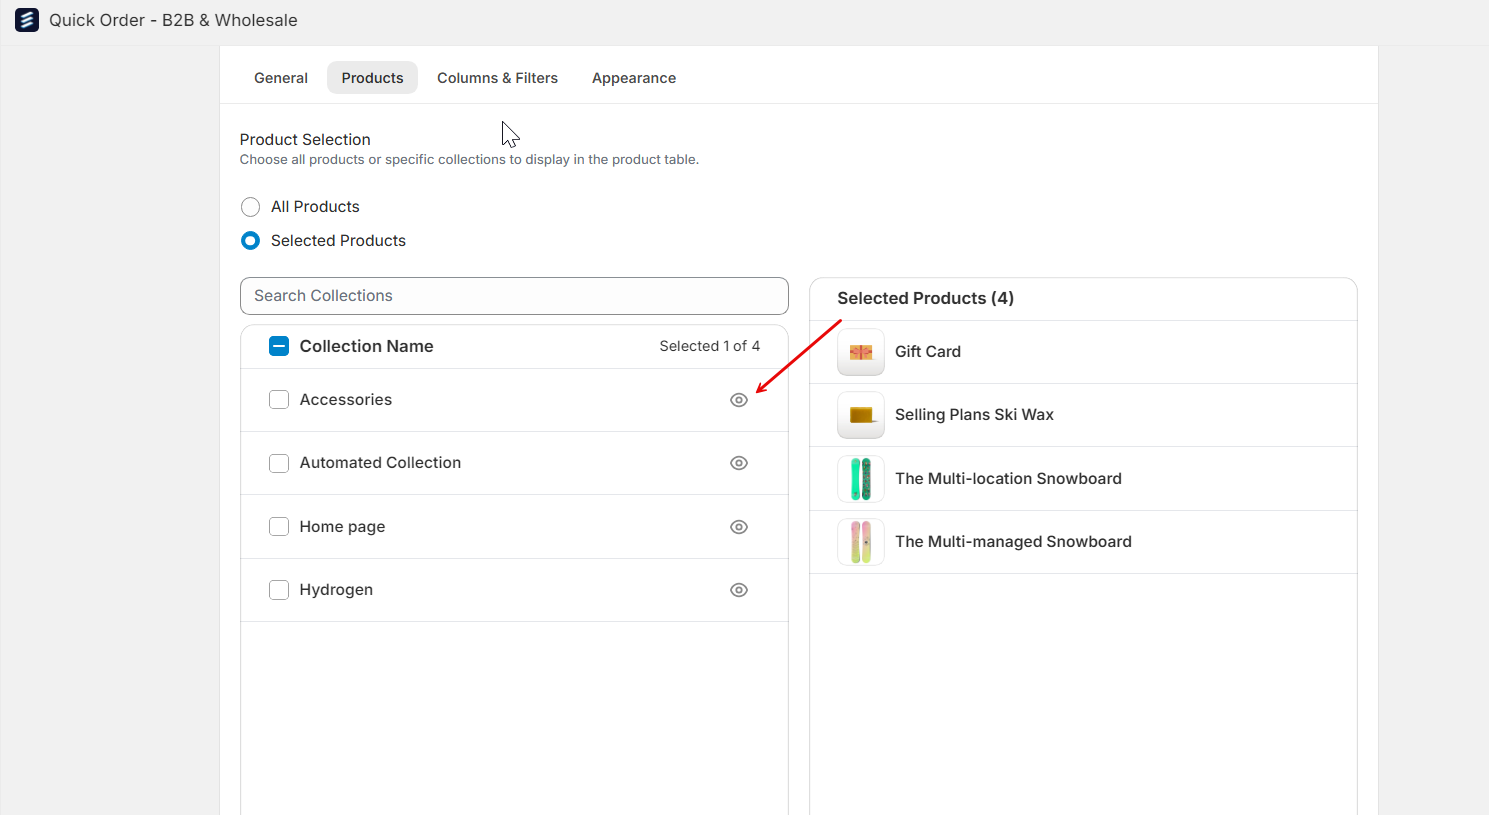 Quick Order - B2B & Wholesale
General Products Columns & Filters Appearance
Product Selection
Choose all products or specific collections to display in the product table.
All Products
Selected Products
Search Collections
Collection Name Selected 1 of 4
Accessories
Automated Collection
Home page
Hydrogen
Selected Products (4)
Gift Card
Selling Plans Ski Wax
The Multi-location Snowboard
The Multi-managed Snowboard